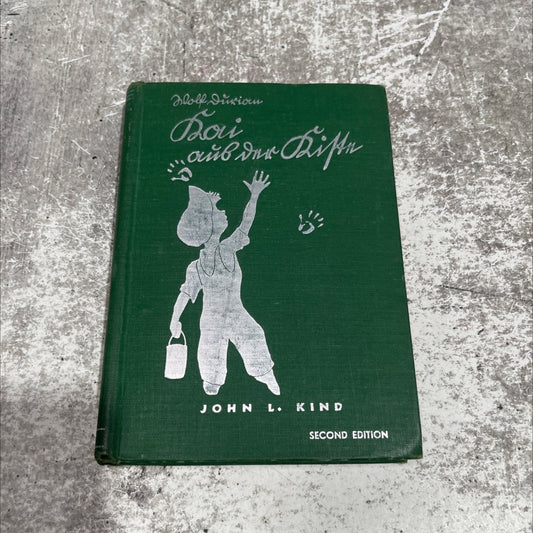 Wolf Durian
Kai
aus der Kiste
JOHN L. KIND
SECOND EDITION